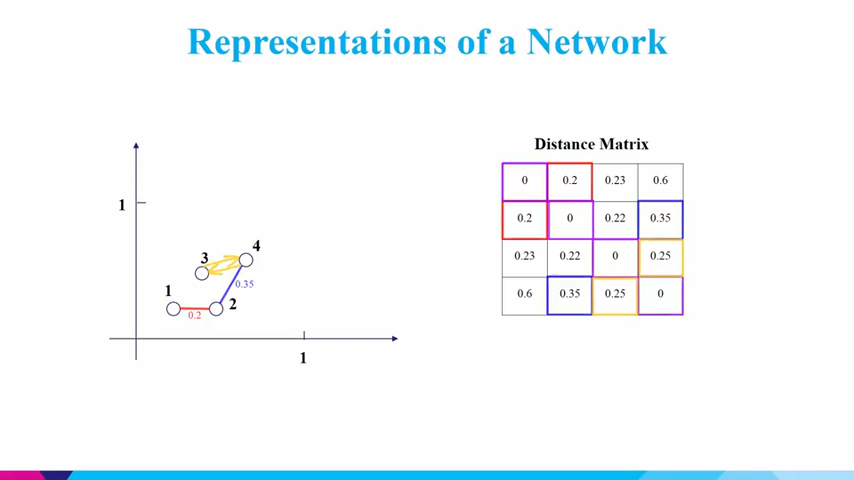 Representations of a Network
Distance Matrix
0 0.2 0.23 0.6
0.2 0 0.22 0.35
0.23 0.22 0 0.25
0.6 0.35 0.25 0
1
3
4
0.35
1
2
0.2
1